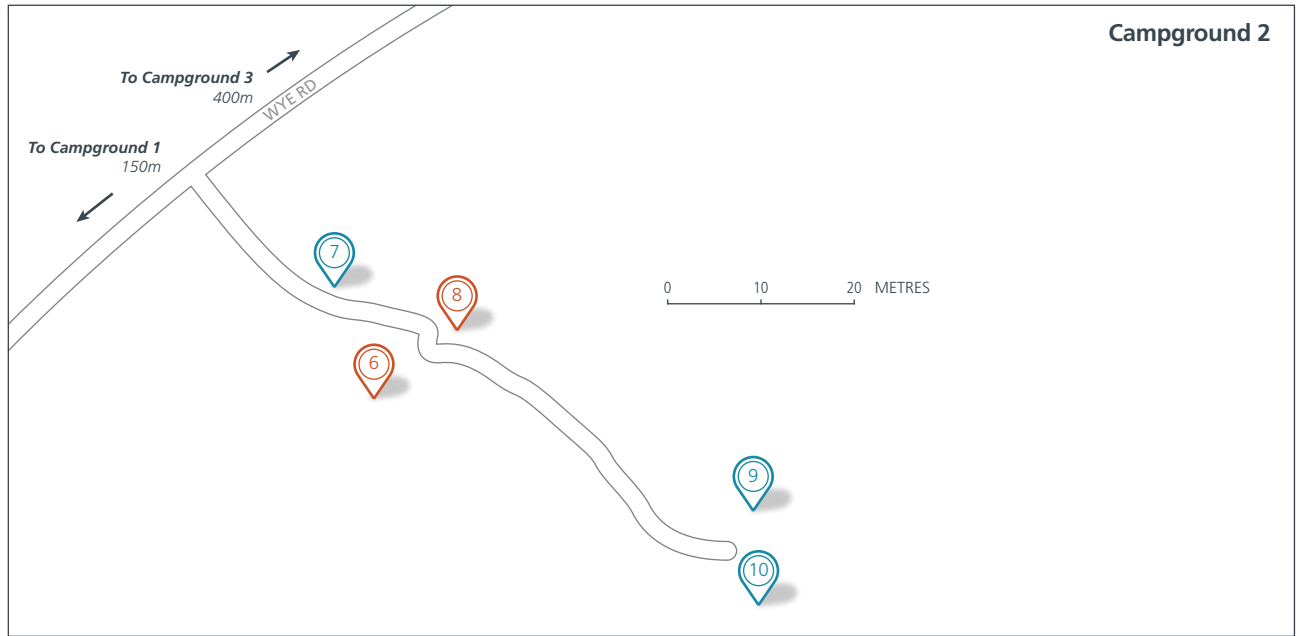 Campground 2
To Campground 3
400m
WYE RD
To Campground 1
150m
7
8
6
0 10 20 METRES
9
10